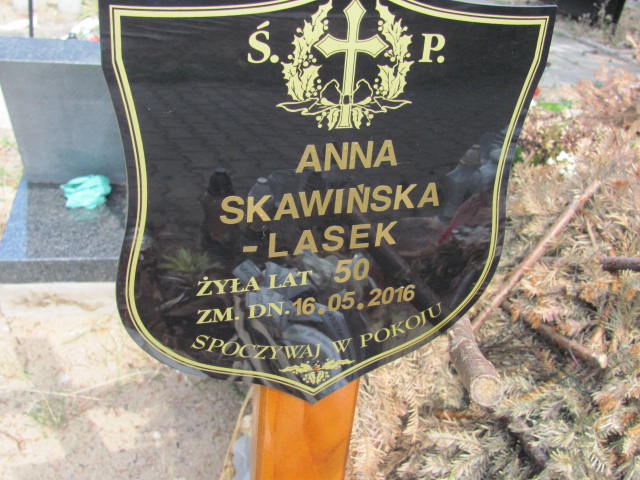 Ś. P.
ANNA
SKAWIŃSKA
-LASEK
ŻYŁA LAT 50
ZM. DN. 16.05.2016
SPOCZYWAJ W POKOJU